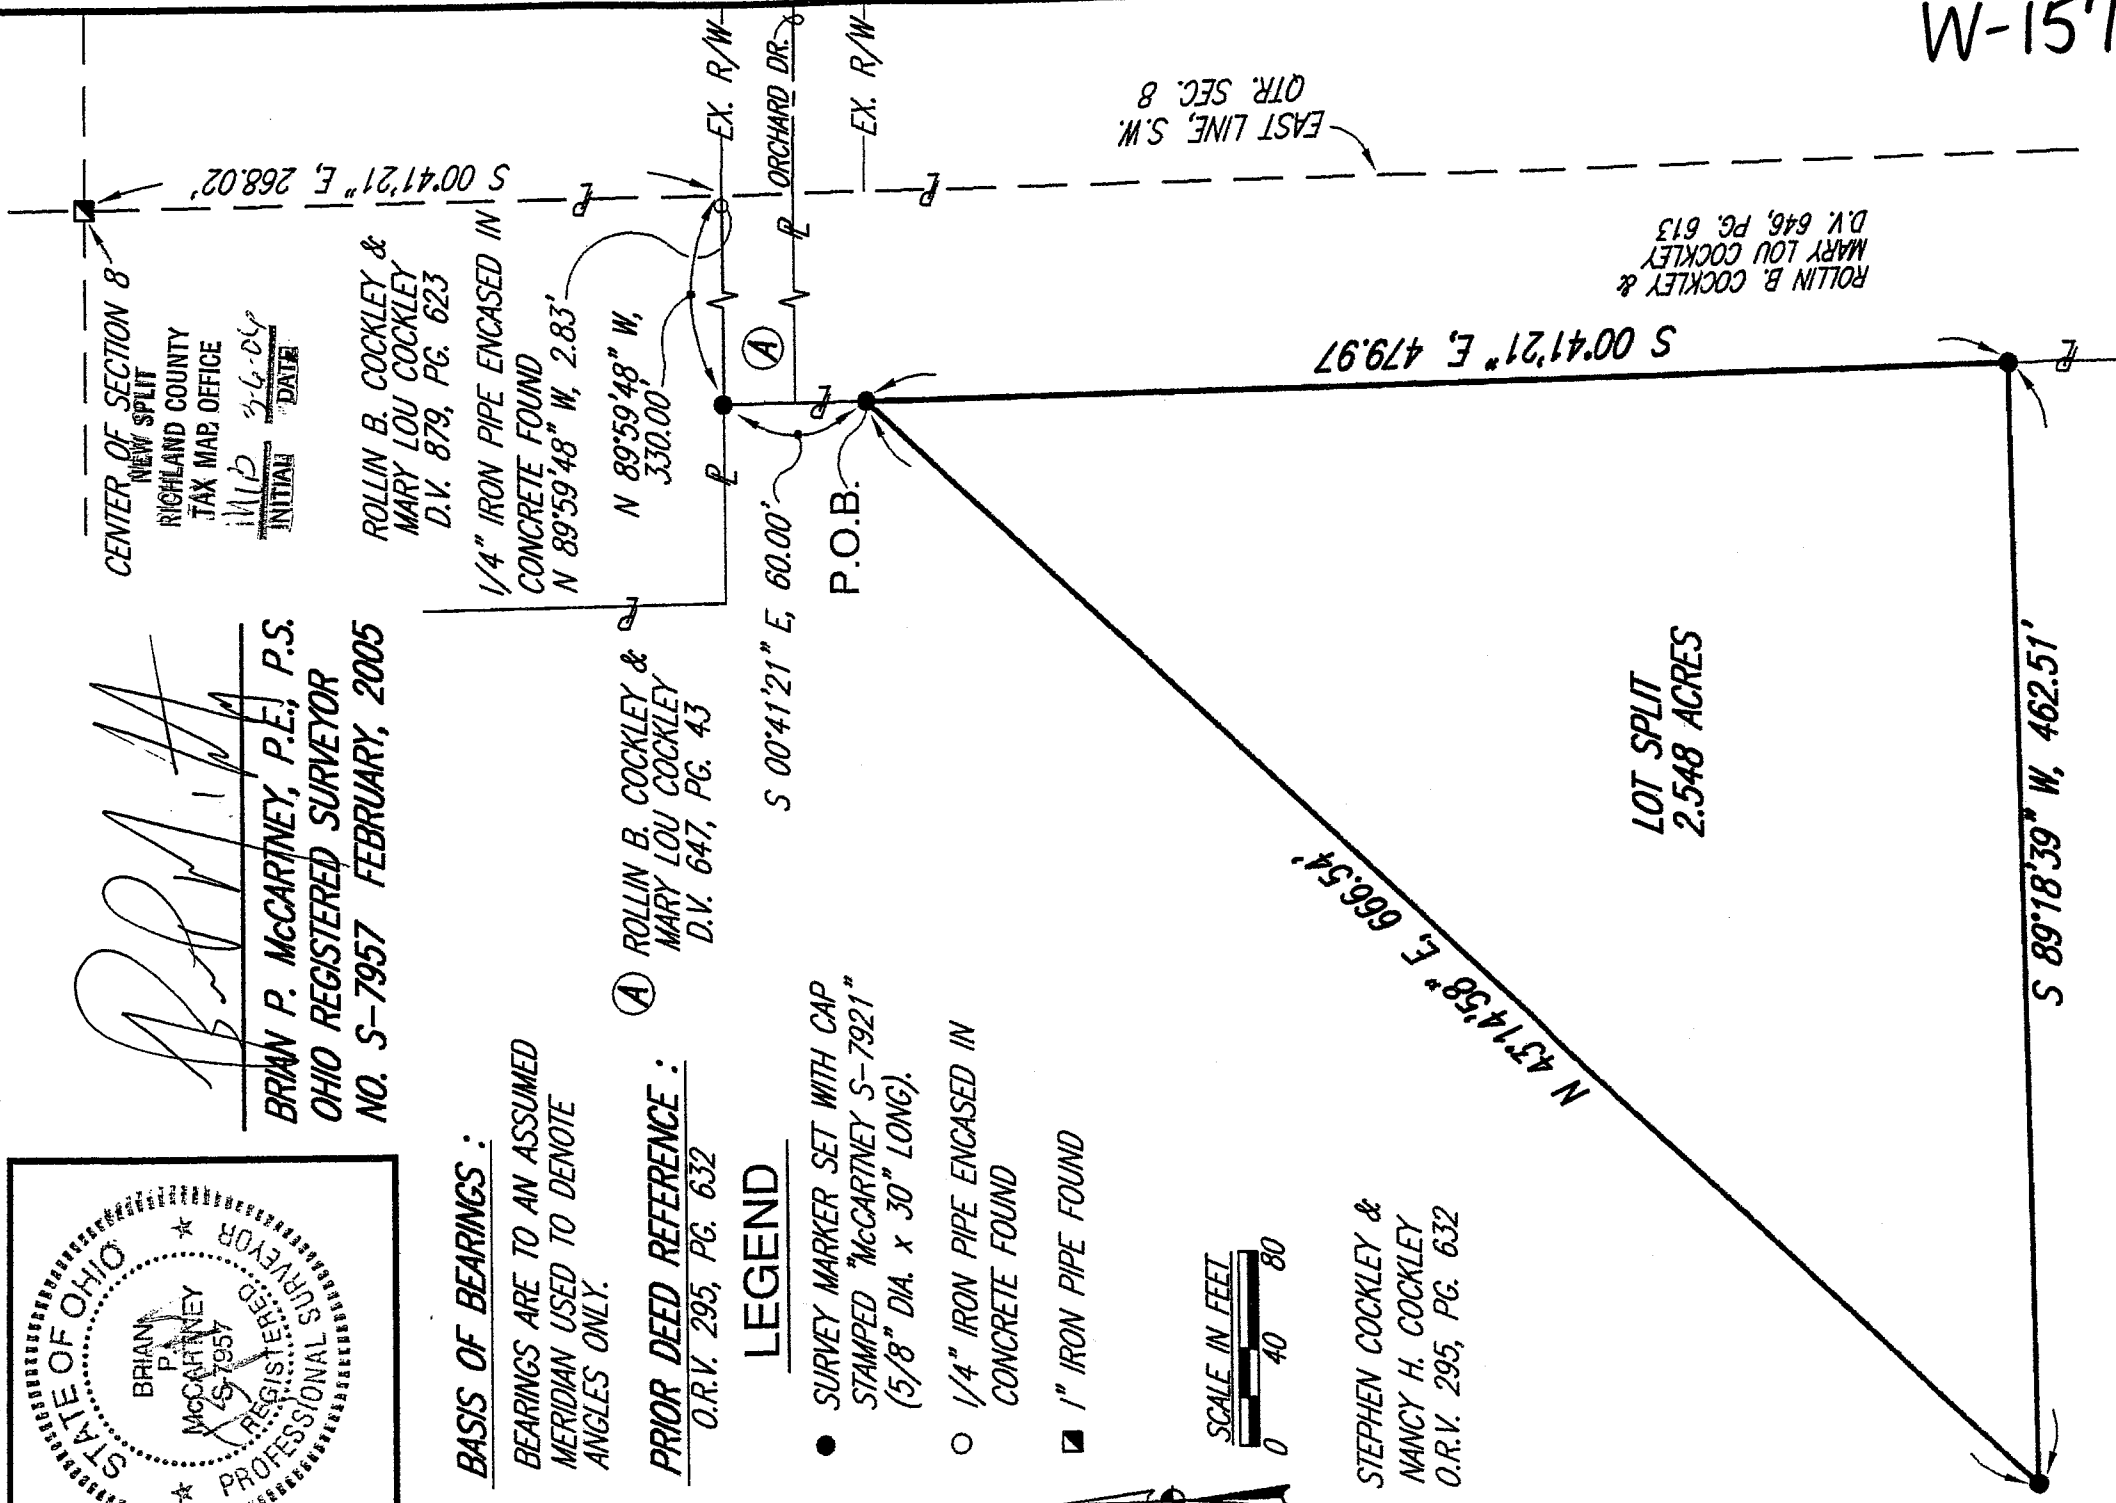 W-157
STATE OF OHIO
BRIAN
P.
McCARTNEY
S-7957
REGISTERED
PROFESSIONAL SURVEYOR
BRIAN P. McCARTNEY, P.E., P.S.
OHIO REGISTERED SURVEYOR
NO. S-7957 FEBRUARY, 2005
CENTER OF SECTION 8
NEW SPLIT
RICHLAND COUNTY
TAX MAP OFFICE
INITIAL DATE
S 00°41'21" E, 268.02'
EX. R/W
ORCHARD DR.
EX. R/W
EAST LINE, S.W.
QTR. SEC. 8
ROLLIN B. COCKLEY &
MARY LOU COCKLEY
D.V. 879, PG. 623
1/4" IRON PIPE ENCASED IN
CONCRETE FOUND
N 89°59'48" W, 2.83'
N 89°59'48" W,
330.00'
A
ROLLIN B. COCKLEY &
MARY LOU COCKLEY
D.V. 646, PG. 613
S 00°41'21" E, 60.00'
P.O.B.
S 00°41'21" E, 479.97
A ROLLIN B. COCKLEY &
MARY LOU COCKLEY
D.V. 647, PG. 43
BASIS OF BEARINGS :
BEARINGS ARE TO AN ASSUMED
MERIDIAN USED TO DENOTE
ANGLES ONLY.
PRIOR DEED REFERENCE :
O.R.V. 295, PG. 632
LEGEND
SURVEY MARKER SET WITH CAP
STAMPED "McCARTNEY S-7921"
(5/8" DIA. x 30" LONG).
1/4" IRON PIPE ENCASED IN
CONCRETE FOUND
1" IRON PIPE FOUND
SCALE IN FEET
0 40 80
N 43°14'58" E, 666.54'
LOT SPLIT
2.548 ACRES
S 89°18'39" W, 462.51'
STEPHEN COCKLEY &
NANCY H. COCKLEY
O.R.V. 295, PG. 632